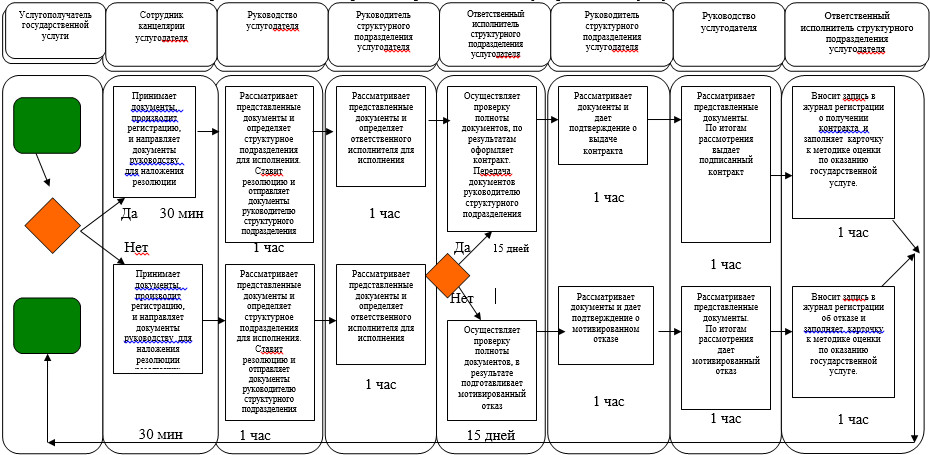 Услугополучатель
государственной
услуги
Сотрудник
канцелярии
услугодателя
Руководство
услугодателя
Руководитель
структурного
подразделения
услугодателя
Ответственный
исполнитель
структурного
подразделения
услугодателя
Руководитель
структурного
подразделения
услугодателя
Руководство
услугодателя
Ответственный
исполнитель структурного
подразделения
услугодателя
Принимает
документы,
производит
регистрацию,
и направляет
документы
руководству
для наложения
резолюции
Рассматривает
представленные
документы и
определяет
структурное
подразделения
для исполнения.
Ставит
резолюцию и
отправляет
документы
руководителю
структурного
подразделения
Рассматривает
представленные
документы и
определяет
ответственного
исполнителя для
исполнения
Осуществляет
проверку
полноты
документов, по
результатам
оформляет
контракт.
Передача
документов
руководителю
структурного
подразделения
Рассматривает
документы и
дает
подтверждение о
выдаче
контракта
Рассматривает
представленные
документы.
По итогам
рассмотрения
выдает
подписанный
контракт
Вносит запись в
журнал регистрации
о получении
контракта и
заполняет карточку
к методике оценки
по оказанию
государственной
услуге.
Да
30 мин
1 час
1 час
15 дней
1 час
1 час
1 час
Нет
Да
Нет
Принимает
документы,
производит
регистрацию,
и направляет
документы
руководству для
наложения
резолюции
Рассматривает
представленные
документы и
определяет
структурное
подразделения
для исполнения.
Ставит
резолюцию и
отправляет
документы
руководителю
структурного
подразделения
Рассматривает
представленные
документы и
определяет
ответственного
исполнителя для
исполнения
Осуществляет
проверку
полноты
документов, в
результате
подготавливает
мотивированный
отказ
Рассматривает
документы и дает
подтверждение о
мотивированном
отказе
Рассматривает
представленные
документы.
По итогам
рассмотрения
дает
мотивированный
отказ
Вносит запись в
журнал регистрации
об отказе и
заполняет карточку
к методике оценки
по оказанию
государственной
услуге.
30 мин
1 час
1 час
15 дней
1 час
1 час
1 час